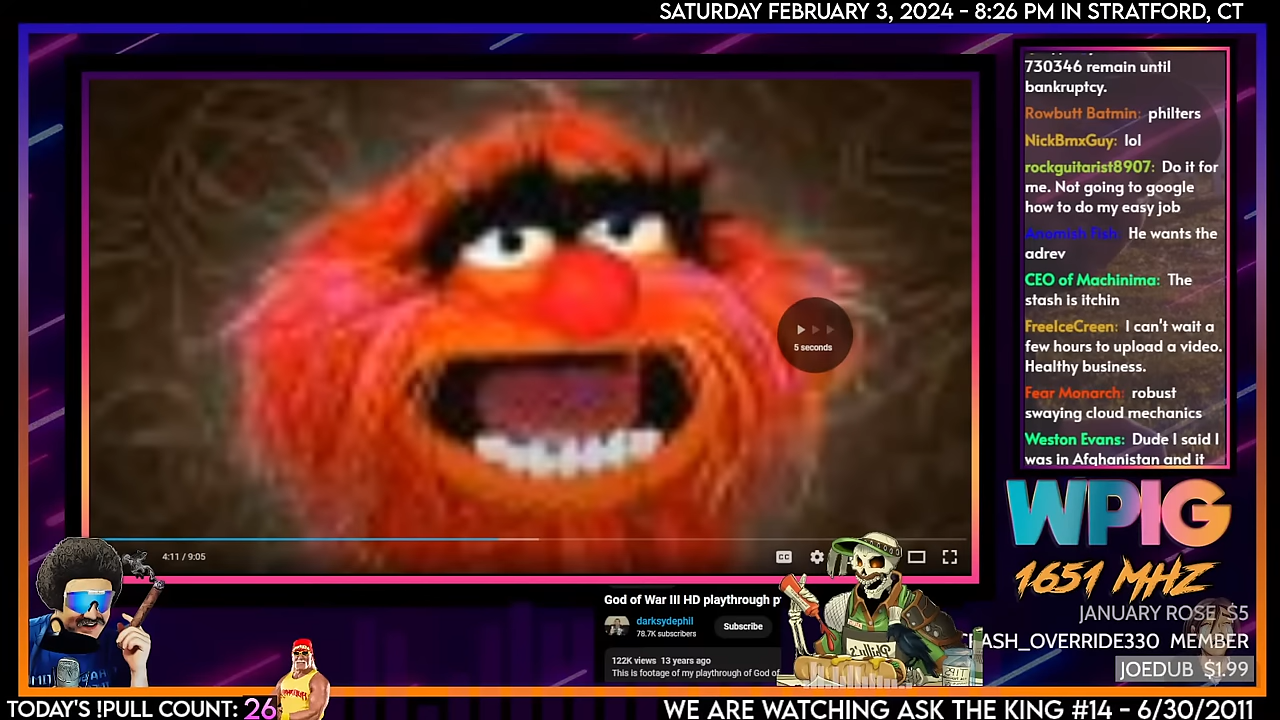 SATURDAY FEBRUARY 3, 2024 - 8:26 PM IN STRATFORD, CT
730346 remain until
bankruptcy.
Rowbutt Batmin: philters
NickBmxGuy: lol
rockguitarist8907: Do it for
me. Not going to google
how to do my easy job
Anomish Fish: He wants the
adrev
CEO of Machinima: The
stash is itchin
FreeIceCreen: I can't wait a
few hours to upload a video.
Healthy business.
Fear Monarch: robust
swaying cloud mechanics
Weston Evans: Dude I said I
was in Afghanistan and it
5 seconds
4:11 / 9:05
CC
God of War III HD playthrough p
darksydephil
78.7K subscribers
Subscribe
122K views 13 years ago
This is footage of my playthrough of God of
WPIG
1651 MHZ
JANUARY ROSE $5
LASH_OVERRIDE330 MEMBER
JOEDUB $1.99
TODAY'S !PULL COUNT: 26
WE ARE WATCHING ASK THE KING #14 - 6/30/2011